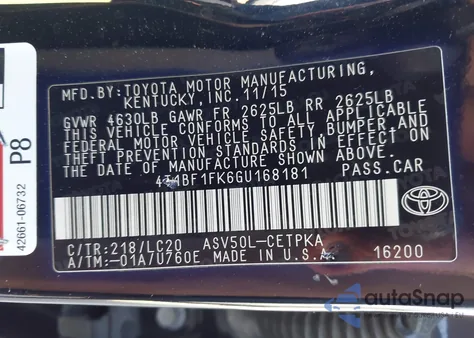 MFD.BY:TOYOTA MOTOR MANUFACTURING,
KENTUCKY, INC.11/15
GVWR 4630LB GAWR FR 2625LB RR 2625LB
THIS VEHICLE CONFORMS TO ALL APPLICABLE
FEDERAL MOTOR VEHICLE SAFETY,BUMPER,AND
THEFT PREVENTION STANDARDS IN EFFECT ON
THE DATE OF MANUFACTURE SHOWN ABOVE.
4T4BF1FK6GU168181 PASS.CAR
C/TR:218/LC20 ASV50L-CETPKA
A/TM:-01A/U760E MADE IN U.S.A. 16200
TOYOTA
P8
42661-06732
autoSnap